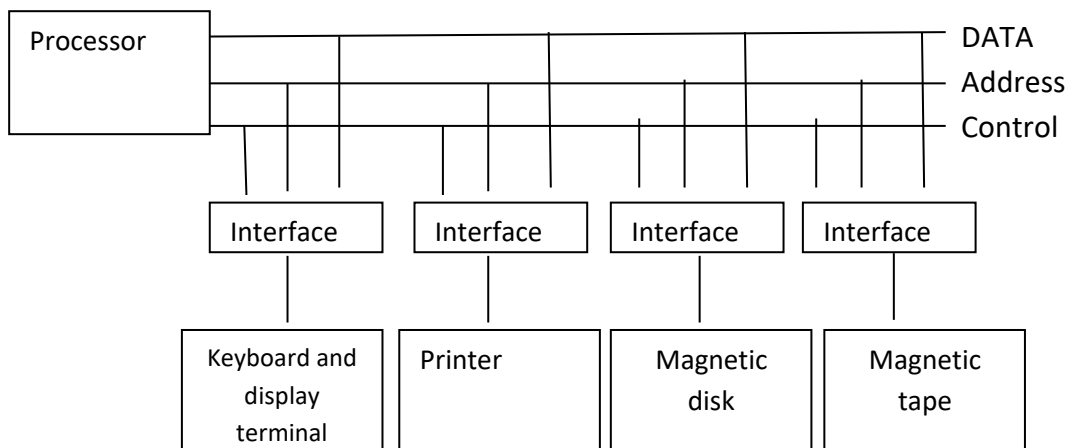 Processor
DATA
Address
Control
Interface
Interface
Interface
Interface
Keyboard and
display
terminal
Printer
Magnetic
disk
Magnetic
tape